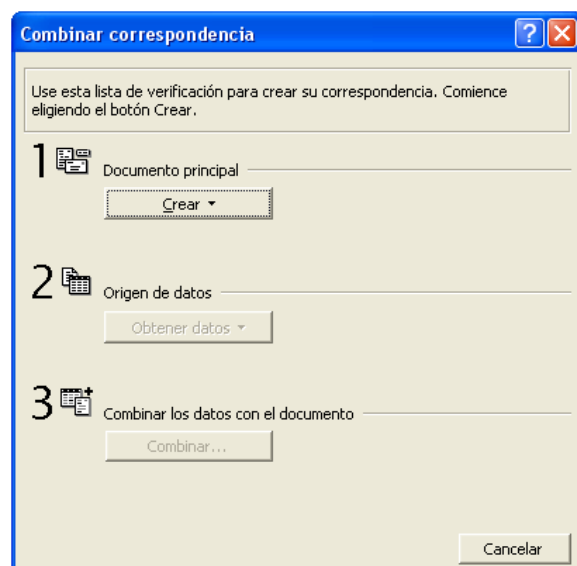 Combinar correspondencia
Use esta lista de verificación para crear su correspondencia. Comience
eligiendo el botón Crear.
1 Documento principal
Crear
2 Origen de datos
Obtener datos
3 Combinar los datos con el documento
Combinar...
Cancelar